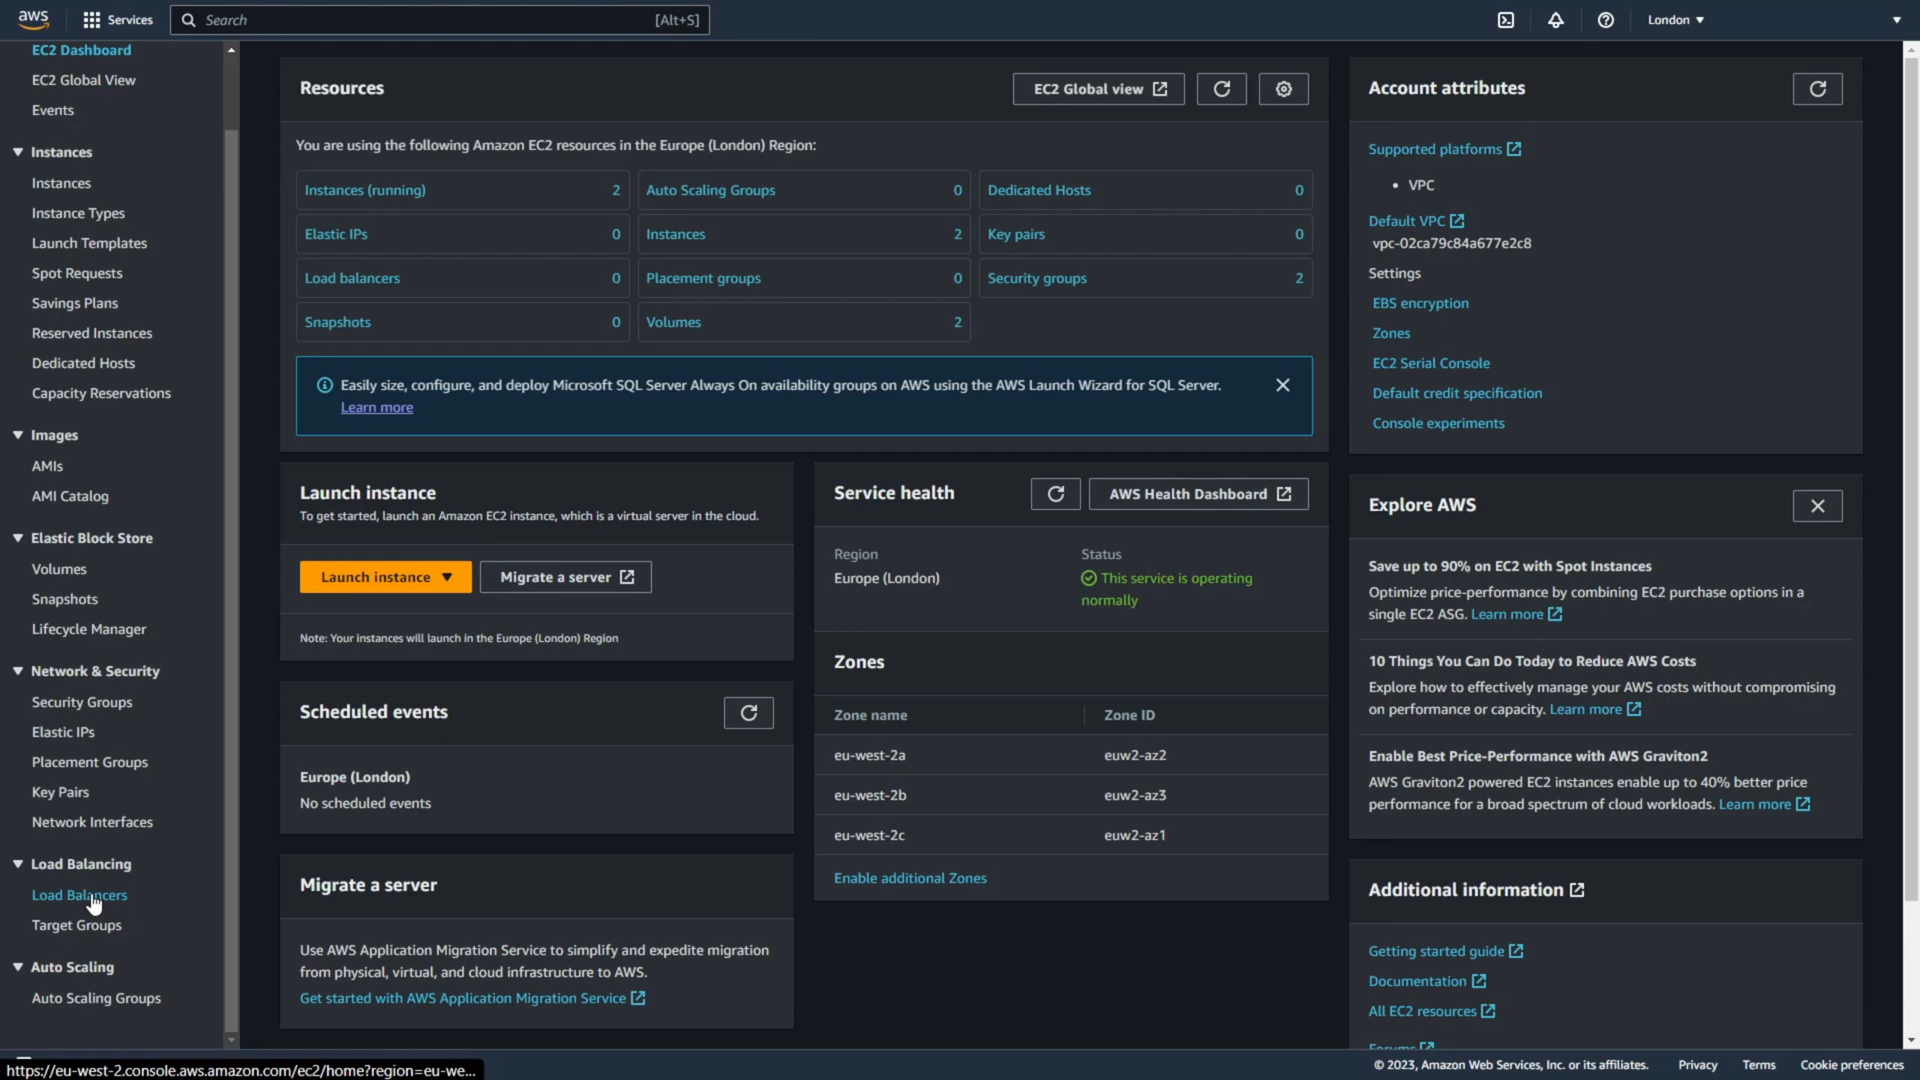 aws
Services
Search
[Alt+S]
London ▼
EC2 Dashboard
EC2 Global View
Events
Instances
Instances
Instance Types
Launch Templates
Spot Requests
Savings Plans
Reserved Instances
Dedicated Hosts
Capacity Reservations
Images
AMIs
AMI Catalog
Elastic Block Store
Volumes
Snapshots
Lifecycle Manager
Network & Security
Security Groups
Elastic IPs
Placement Groups
Key Pairs
Network Interfaces
Load Balancing
Load Balancers
Target Groups
Auto Scaling
Auto Scaling Groups
Resources
EC2 Global view
You are using the following Amazon EC2 resources in the Europe (London) Region:
Instances (running) 2
Auto Scaling Groups 0
Dedicated Hosts 0
Elastic IPs 0
Instances 2
Key pairs 0
Load balancers 0
Placement groups 0
Security groups 2
Snapshots 0
Volumes 2
Easily size, configure, and deploy Microsoft SQL Server Always On availability groups on AWS using the AWS Launch Wizard for SQL Server.
Learn more
Launch instance
To get started, launch an Amazon EC2 instance, which is a virtual server in the cloud.
Launch instance ▼
Migrate a server
Note: Your instances will launch in the Europe (London) Region
Scheduled events
Europe (London)
No scheduled events
Migrate a server
Use AWS Application Migration Service to simplify and expedite migration
from physical, virtual, and cloud infrastructure to AWS.
Get started with AWS Application Migration Service
Service health
AWS Health Dashboard
Region
Europe (London)
Status
This service is operating
normally
Zones
Zone name
Zone ID
eu-west-2a
euw2-az2
eu-west-2b
euw2-az3
eu-west-2c
euw2-az1
Enable additional Zones
Account attributes
Supported platforms
• VPC
Default VPC
vpc-02ca79c84a677e2c8
Settings
EBS encryption
Zones
EC2 Serial Console
Default credit specification
Console experiments
Explore AWS
Save up to 90% on EC2 with Spot Instances
Optimize price-performance by combining EC2 purchase options in a
single EC2 ASG. Learn more
10 Things You Can Do Today to Reduce AWS Costs
Explore how to effectively manage your AWS costs without compromising
on performance or capacity. Learn more
Enable Best Price-Performance with AWS Graviton2
AWS Graviton2 powered EC2 instances enable up to 40% better price
performance for a broad spectrum of cloud workloads. Learn more
Additional information
Getting started guide
Documentation
All EC2 resources
Forums
https://eu-west-2.console.aws.amazon.com/ec2/home?region=eu-we...
© 2023, Amazon Web Services, Inc. or its affiliates.
Privacy
Terms
Cookie preferences